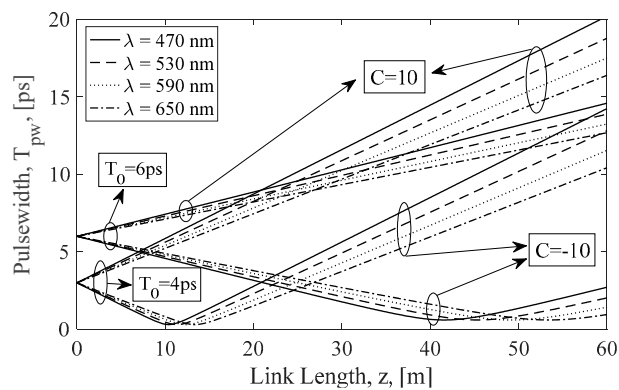 Pulsewidth, T_pw, [ps]
20
15
10
5
0
λ = 470 nm
λ = 530 nm
λ = 590 nm
λ = 650 nm
C=10
T_0=6ps
T_0=4ps
C=-10
0 10 20 30 40 50 60
Link Length, z, [m]